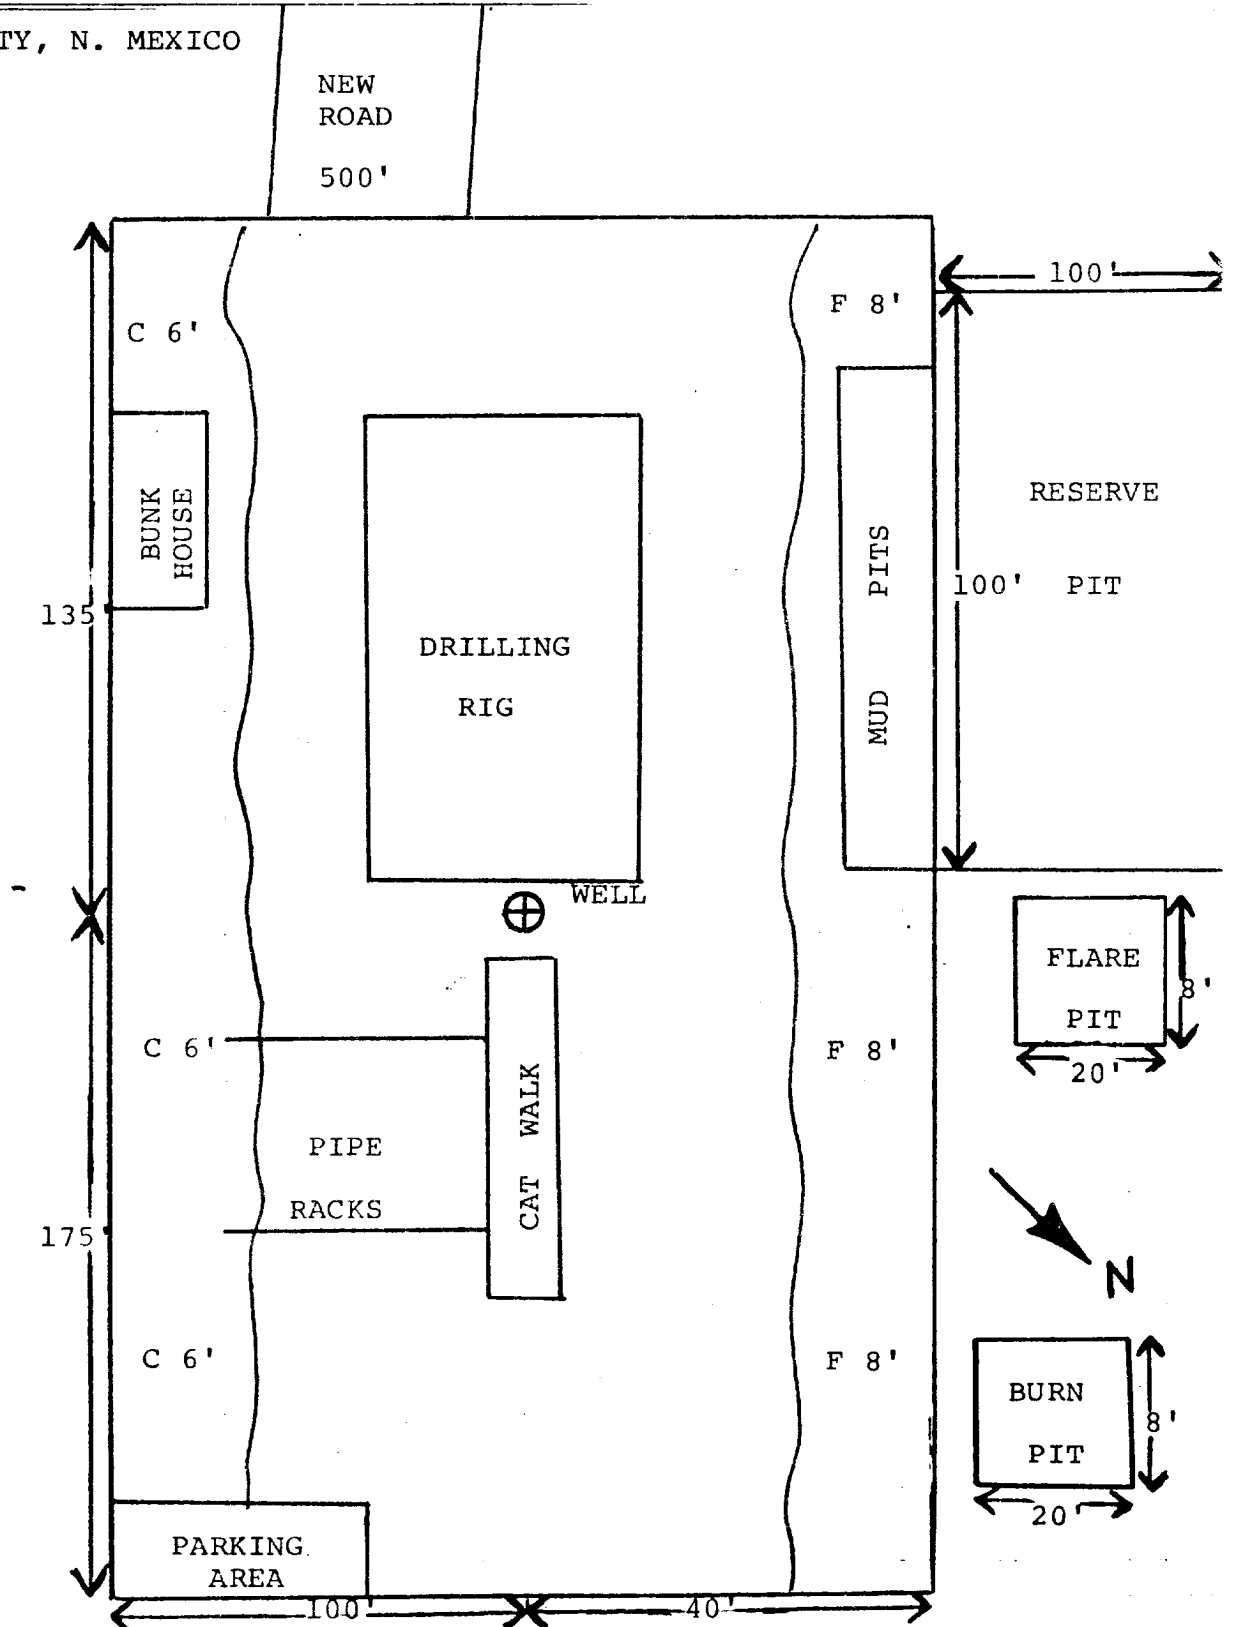 TY, N. MEXICO
NEW
ROAD
500'
100'
F 8'
C 6'
BUNK
HOUSE
RESERVE
MUD PITS
100' PIT
135'
DRILLING
RIG
WELL
FLARE
8'
PIT
20'
C 6'
F 8'
CAT WALK
PIPE
RACKS
175'
N
C 6'
F 8'
BURN
8'
PIT
20'
PARKING
AREA
100'
40'